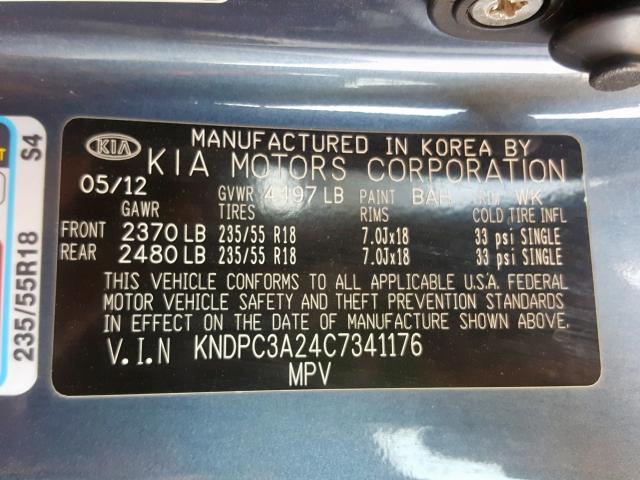 KIA
MANUFACTURED IN KOREA BY
KIA MOTORS CORPORATION
05/12 GVWR 4497 LB PAINT BAH TRIM WK
GAWR TIRES RIMS COLD TIRE INFL
FRONT 2370 LB 235/55 R18 7.0Jx18 33 psi SINGLE
REAR 2480 LB 235/55 R18 7.0Jx18 33 psi SINGLE
THIS VEHICLE CONFORMS TO ALL APPLICABLE U.S.A. FEDERAL
MOTOR VEHICLE SAFETY AND THEFT PREVENTION STANDARDS
IN EFFECT ON THE DATE OF MANUFACTURE SHOWN ABOVE.
V.I.N KNDPC3A24C7341176
MPV
235/55R18 S4